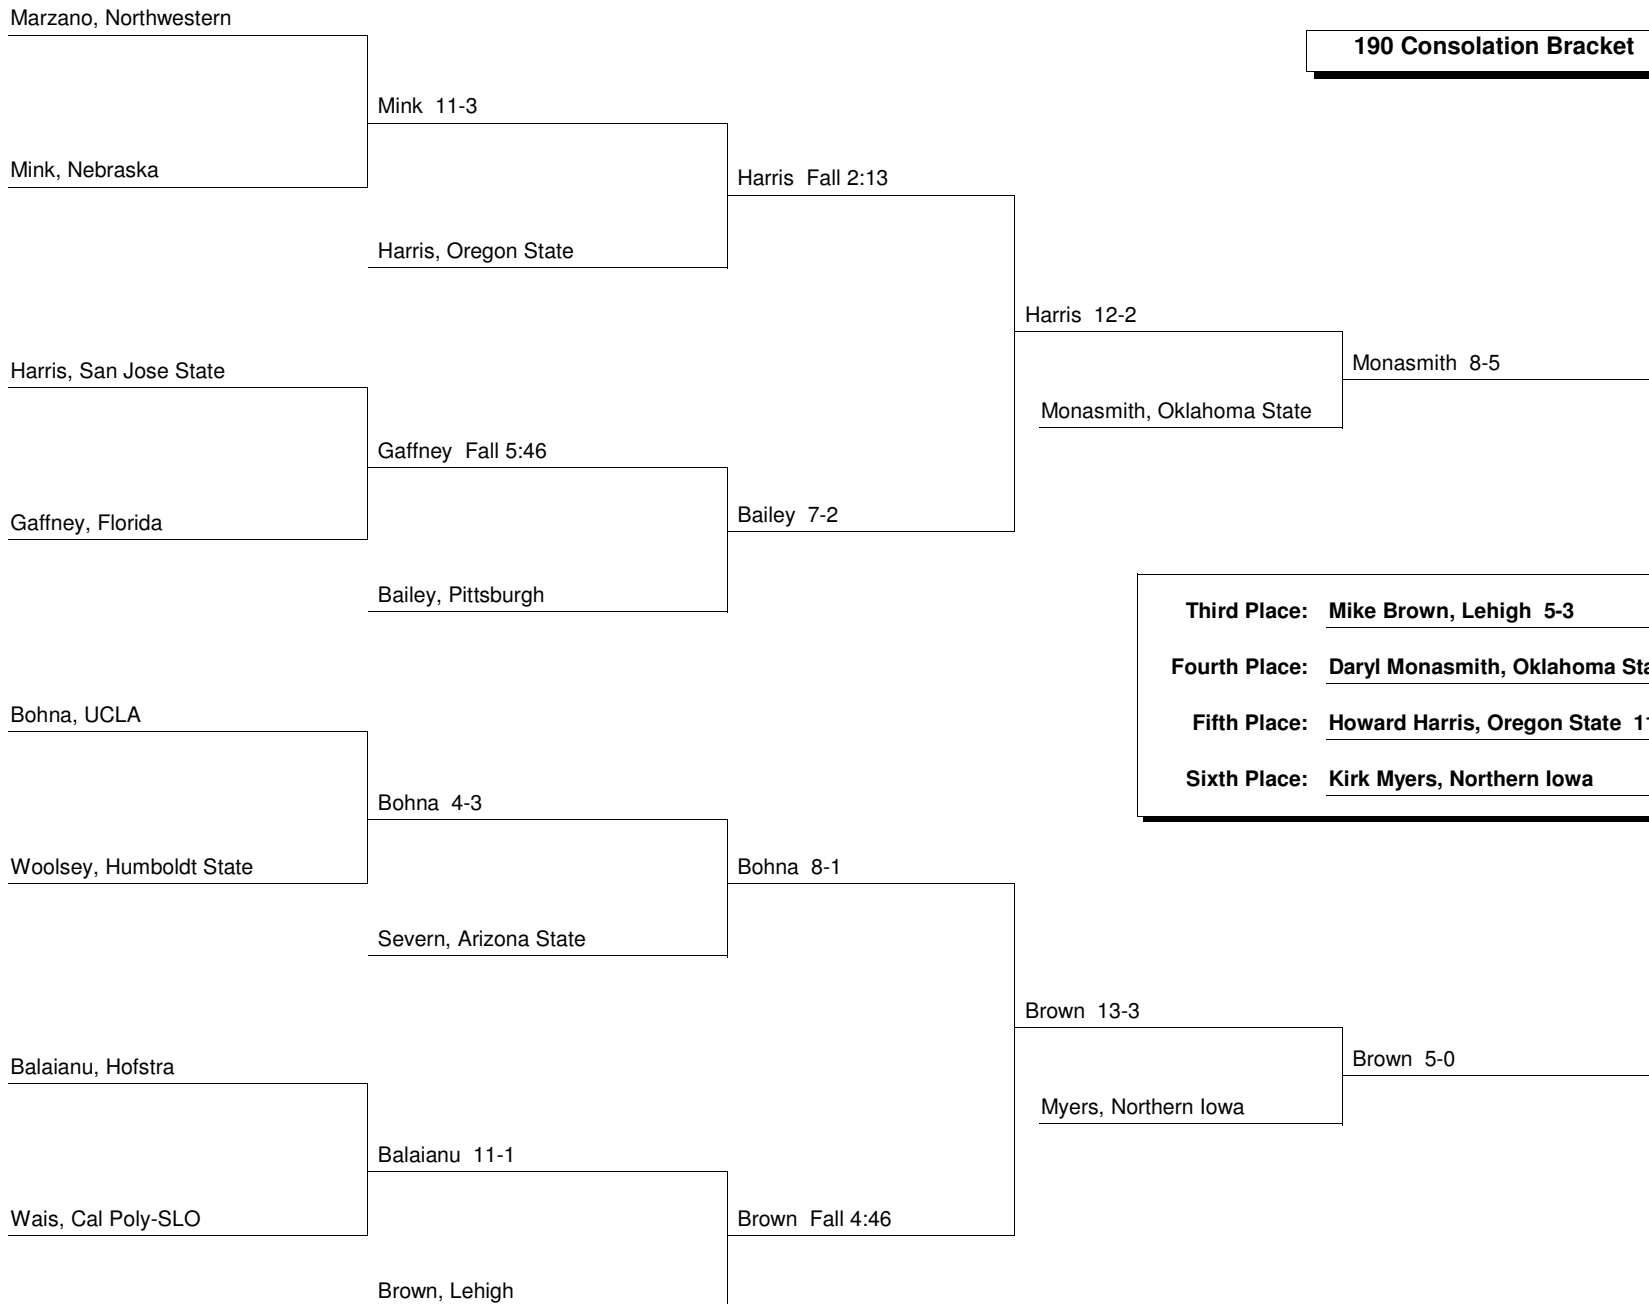 Marzano, Northwestern
190 Consolation Bracket
Mink 11-3
Mink, Nebraska
Harris Fall 2:13
Harris, Oregon State
Harris 12-2
Harris, San Jose State
Monasmith 8-5
Monasmith, Oklahoma State
Gaffney Fall 5:46
Gaffney, Florida
Bailey 7-2
Bailey, Pittsburgh
Third Place: Mike Brown, Lehigh 5-3
Fourth Place: Daryl Monasmith, Oklahoma
Fifth Place: Howard Harris, Oregon State
Sixth Place: Kirk Myers, Northern Iowa
Bohna, UCLA
Bohna 4-3
Woolsey, Humboldt State
Bohna 8-1
Severn, Arizona State
Brown 13-3
Balaianu, Hofstra
Brown 5-0
Myers, Northern Iowa
Balaianu 11-1
Wais, Cal Poly-SLO
Brown Fall 4:46
Brown, Lehigh